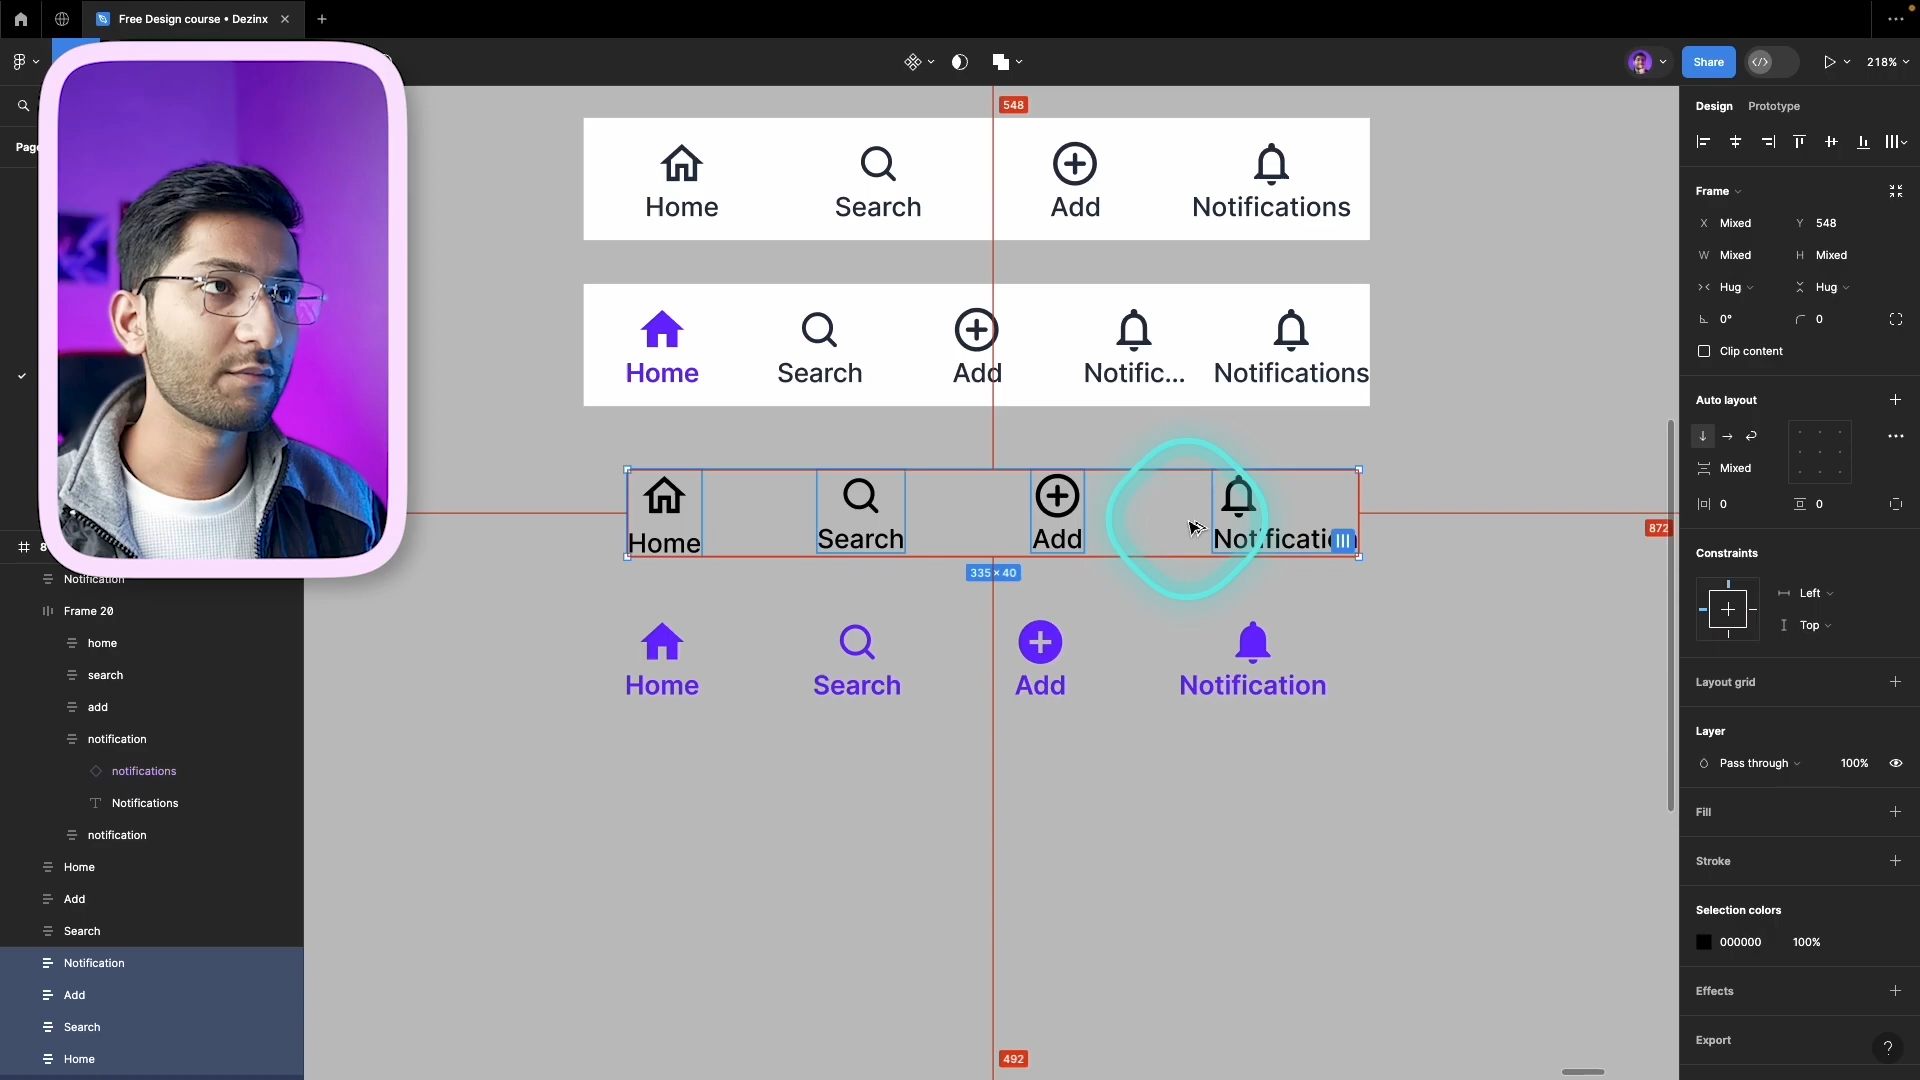 Free Design course • Dezinx
Share
218%
Page
548
Home
Search
Add
Notifications
Home
Search
Add
Notific...
Notifications
Home
Search
Add
Notificati
335 × 40
872
Home
Search
Add
Notification
492
8
Notification
Frame 20
home
search
add
notification
notifications
Notifications
notification
Home
Add
Search
Notification
Add
Search
Home
Design
Prototype
Frame
X
Mixed
Y
548
W
Mixed
H
Mixed
Hug
Hug
0°
0
Clip content
Auto layout
Mixed
0
0
Constraints
Left
Top
Layout grid
Layer
Pass through
100%
Fill
Stroke
Selection colors
000000
100%
Effects
Export
?